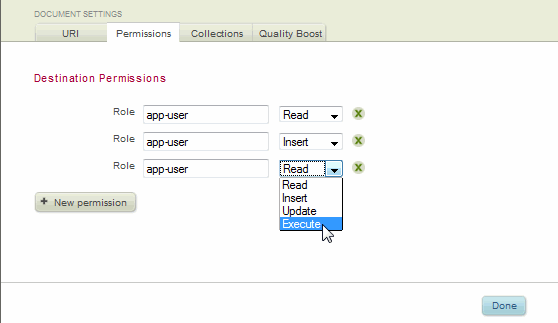 DOCUMENT SETTINGS
URI Permissions Collections Quality Boost
Destination Permissions
Role app-user Read
Role app-user Insert
Role app-user Read
Read
Insert
Update
Execute
+ New permission
Done